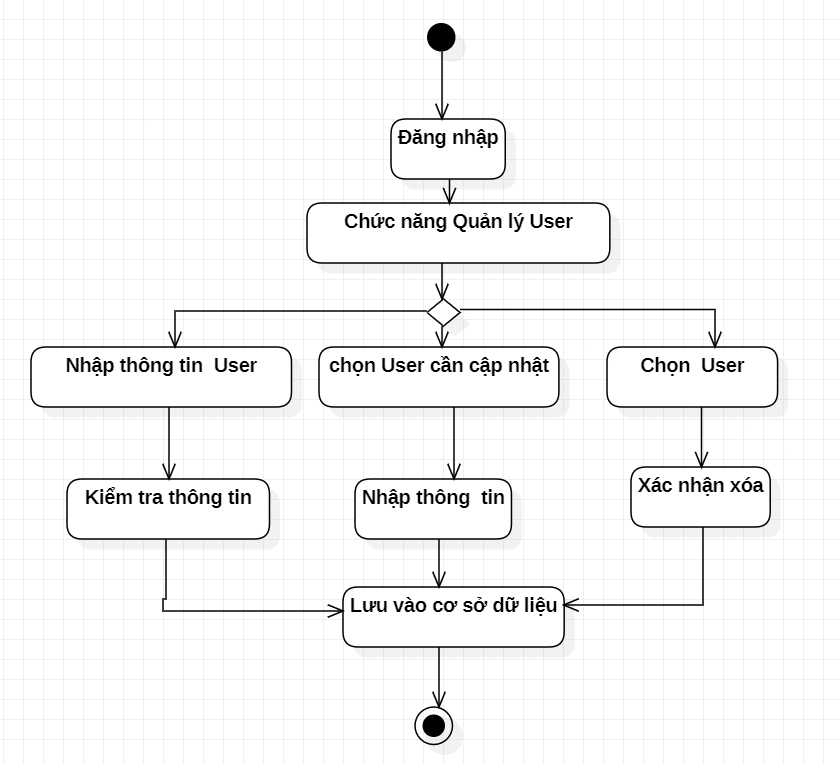 Đăng nhập
Chức năng Quản lý User
Nhập thông tin  User
chọn User cần cập nhật
Chọn  User
Kiểm tra thông tin
Nhập thông  tin
Xác nhận xóa
Lưu vào cơ sở dữ liệu